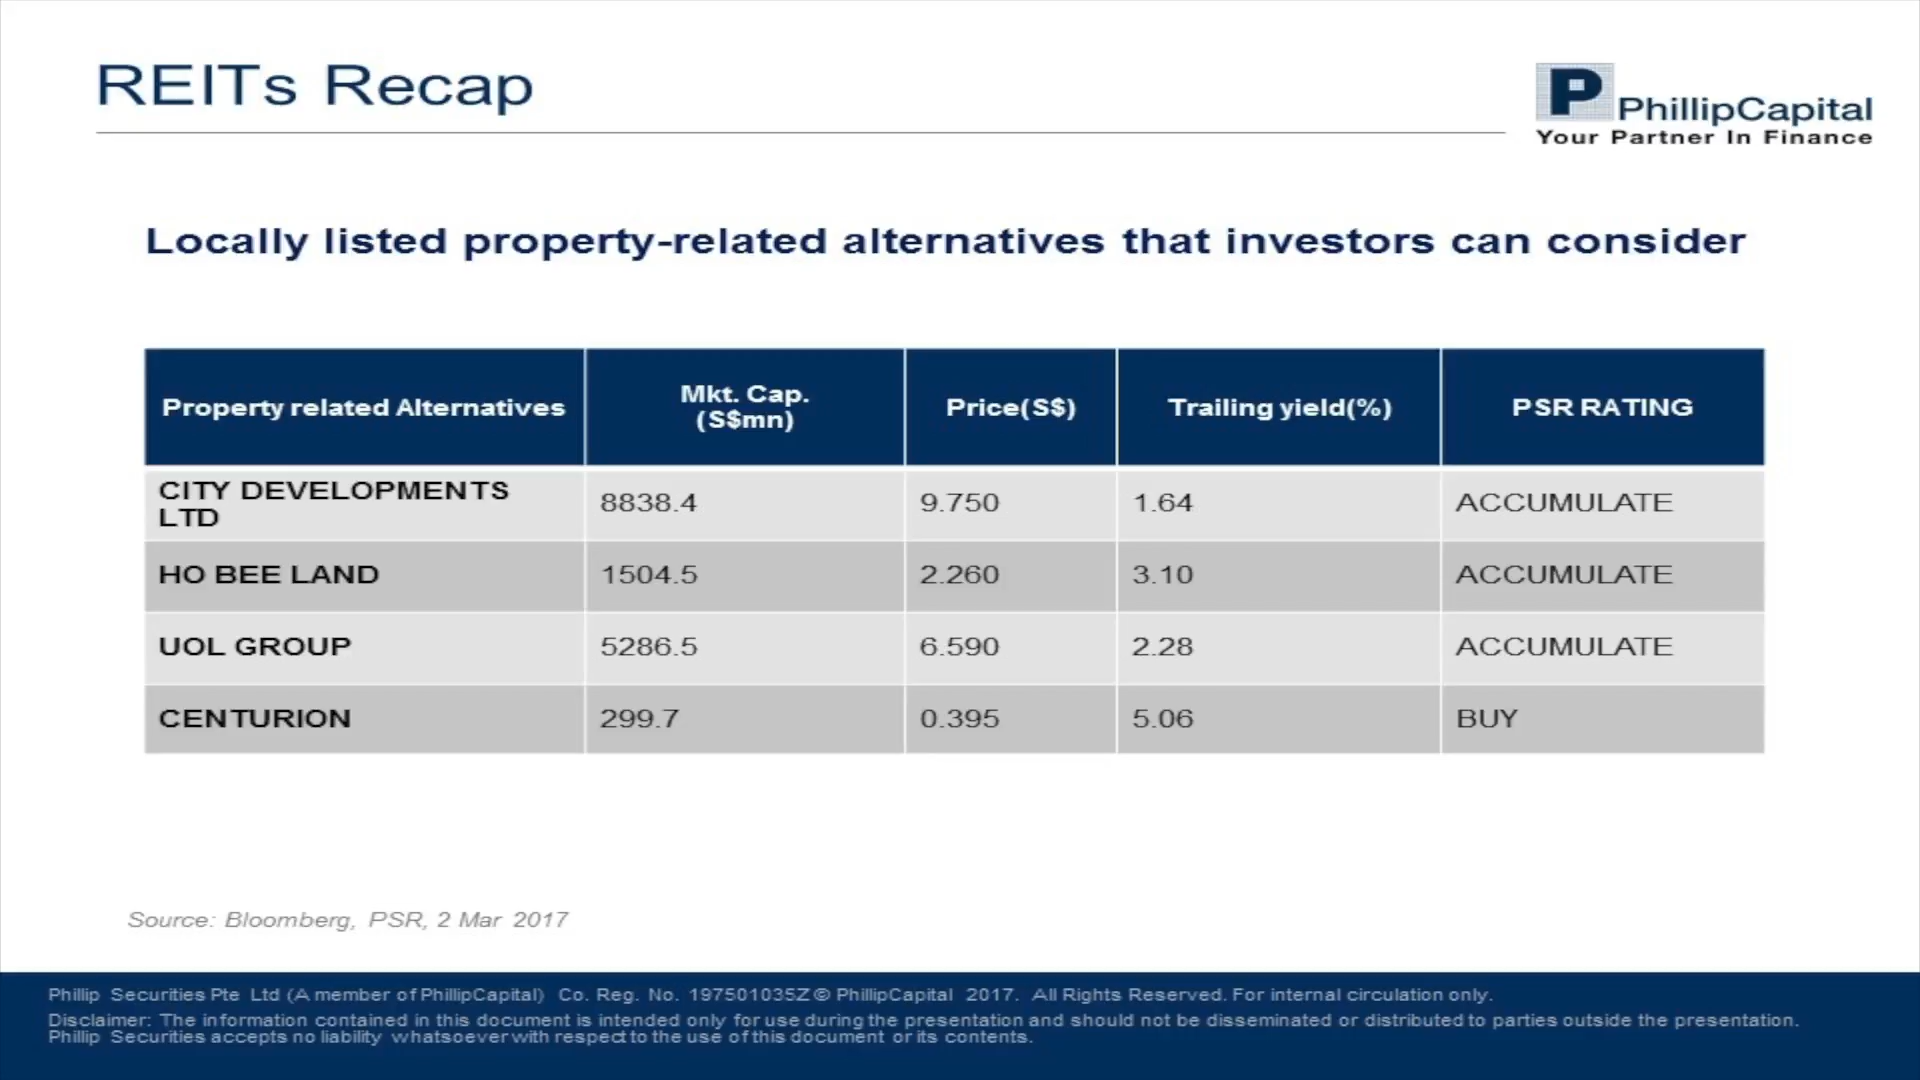 REITs Recap
P PhillipCapital
Your Partner In Finance
Locally listed property-related alternatives that investors can consider
Property related Alternatives
Mkt. Cap.
(S$mn)
Price(S$)
Trailing yield(%)
PSR RATING
CITY DEVELOPMENTS
LTD
8838.4
9.750
1.64
ACCUMULATE
HO BEE LAND
1504.5
2.260
3.10
ACCUMULATE
UOL GROUP
5286.5
6.590
2.28
ACCUMULATE
CENTURION
299.7
0.395
5.06
BUY
Source: Bloomberg, PSR, 2 Mar 2017
Phillip Securities Pte Ltd (A member of PhillipCapital) Co. Reg. No. 197501035Z © PhillipCapital 2017. All Rights Reserved. For internal circulation only.
Disclaimer: The information contained in this document is intended only for use during the presentation and should not be disseminated or distributed to parties outside the presentation.
Phillip Securities accepts no liability whatsoever with respect to the use of this document or its contents.